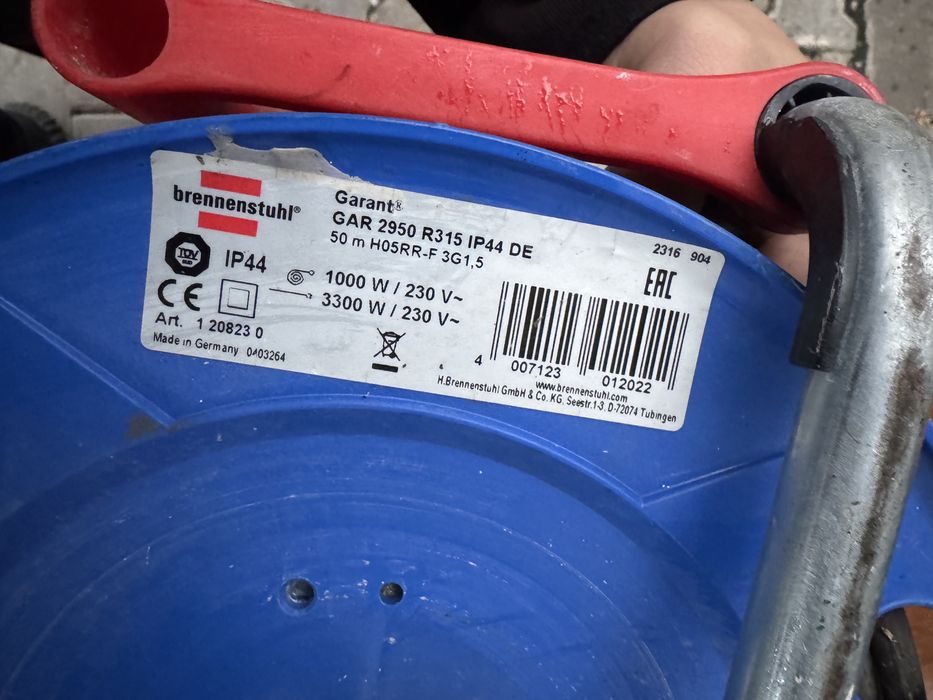 brennenstuhl®
Garant®
GAR 2950 R315 IP44 DE
50 m H05RR-F 3G1,5
2316 904
TÜV
SÜD
IP44
1000 W / 230 V~
3300 W / 230 V~
EAC
CE
Art. 1 20823 0
Made in Germany 0403264
4 007123 012022
www.brennenstuhl.com
H.Brennenstuhl GmbH & Co. KG, Seestr.1-3, D-72074 Tübingen